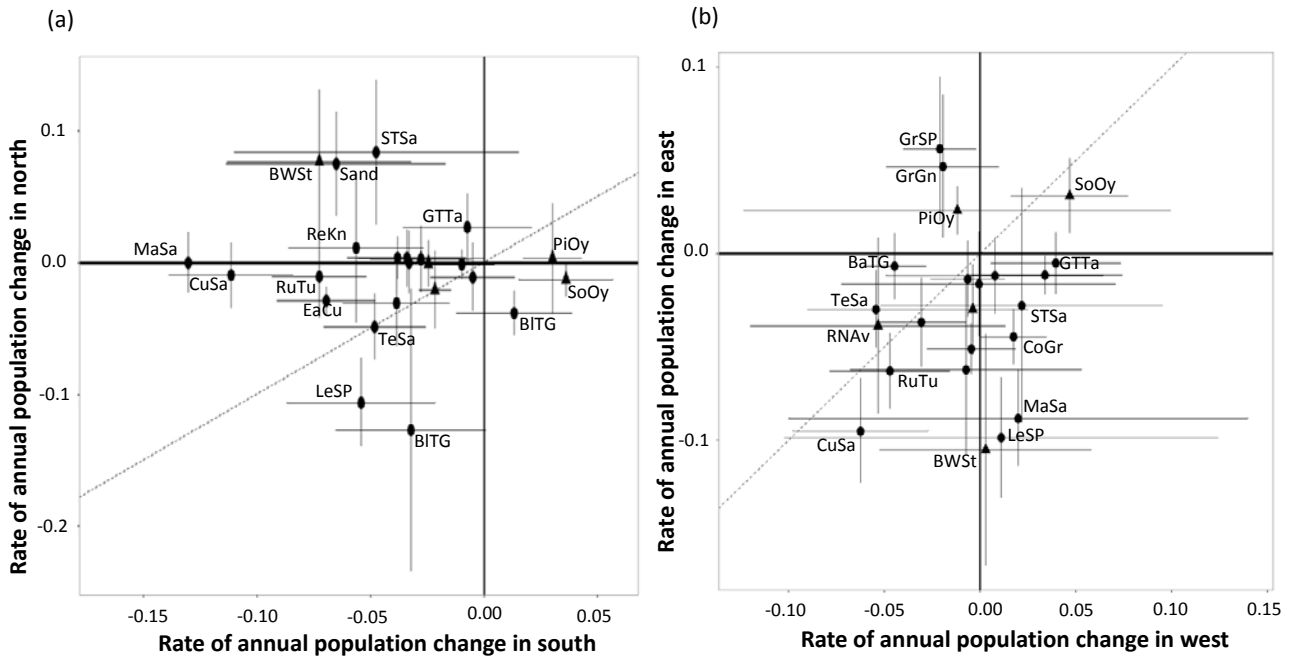 (a)
Rate of annual population change in north
0.1
0.0
-0.1
-0.2
STSa
BWSt
Sand
GTTa
ReKn
MaSa
PiOy
CuSa
RuTu
SoOy
EaCu
BlTG
TeSa
LeSP
BlTG
-0.15
-0.10
-0.05
0.00
0.05
Rate of annual population change in south
(b)
Rate of annual population change in east
0.1
0.0
-0.1
GrSP
GrGn
SoOy
PiOy
BaTG
GTTa
TeSa
STSa
RNAv
CoGr
RuTu
MaSa
CuSa
LeSP
BWSt
-0.10
-0.05
0.00
0.05
0.10
0.15
Rate of annual population change in west